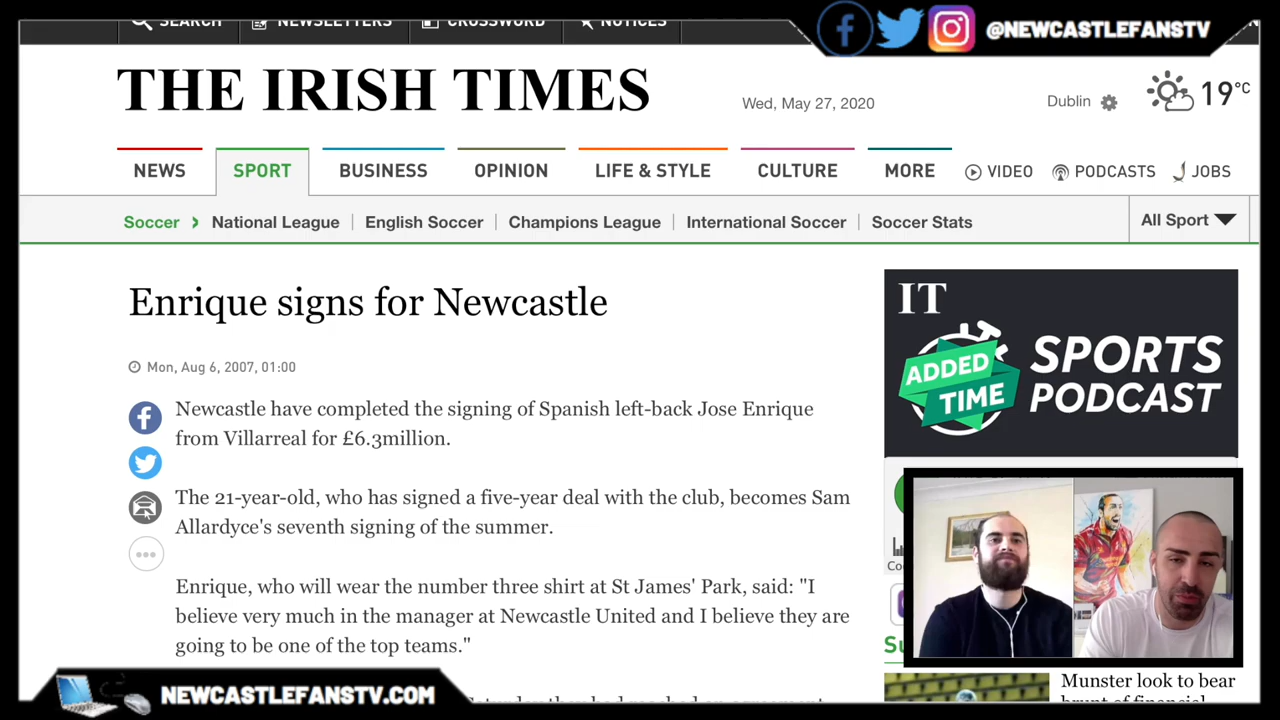 SEARCH
NEWSLETTERS
CROSSWORD
NOTICES
@NEWCASTLEFANSTV
THE IRISH TIMES
Wed, May 27, 2020
Dublin
19°C
NEWS
SPORT
BUSINESS
OPINION
LIFE & STYLE
CULTURE
MORE
VIDEO
PODCASTS
JOBS
Soccer
National League
English Soccer
Champions League
International Soccer
Soccer Stats
All Sport
Enrique signs for Newcastle
Mon, Aug 6, 2007, 01:00
Newcastle have completed the signing of Spanish left-back Jose Enrique
from Villarreal for £6.3million.
The 21-year-old, who has signed a five-year deal with the club, becomes Sam
Allardyce's seventh signing of the summer.
Enrique, who will wear the number three shirt at St James' Park, said: "I
believe very much in the manager at Newcastle United and I believe they are
going to be one of the top teams."
IT
ADDED
TIME
SPORTS
PODCAST
Munster look to bear
brunt of financial
NEWCASTLEFANSTV.COM